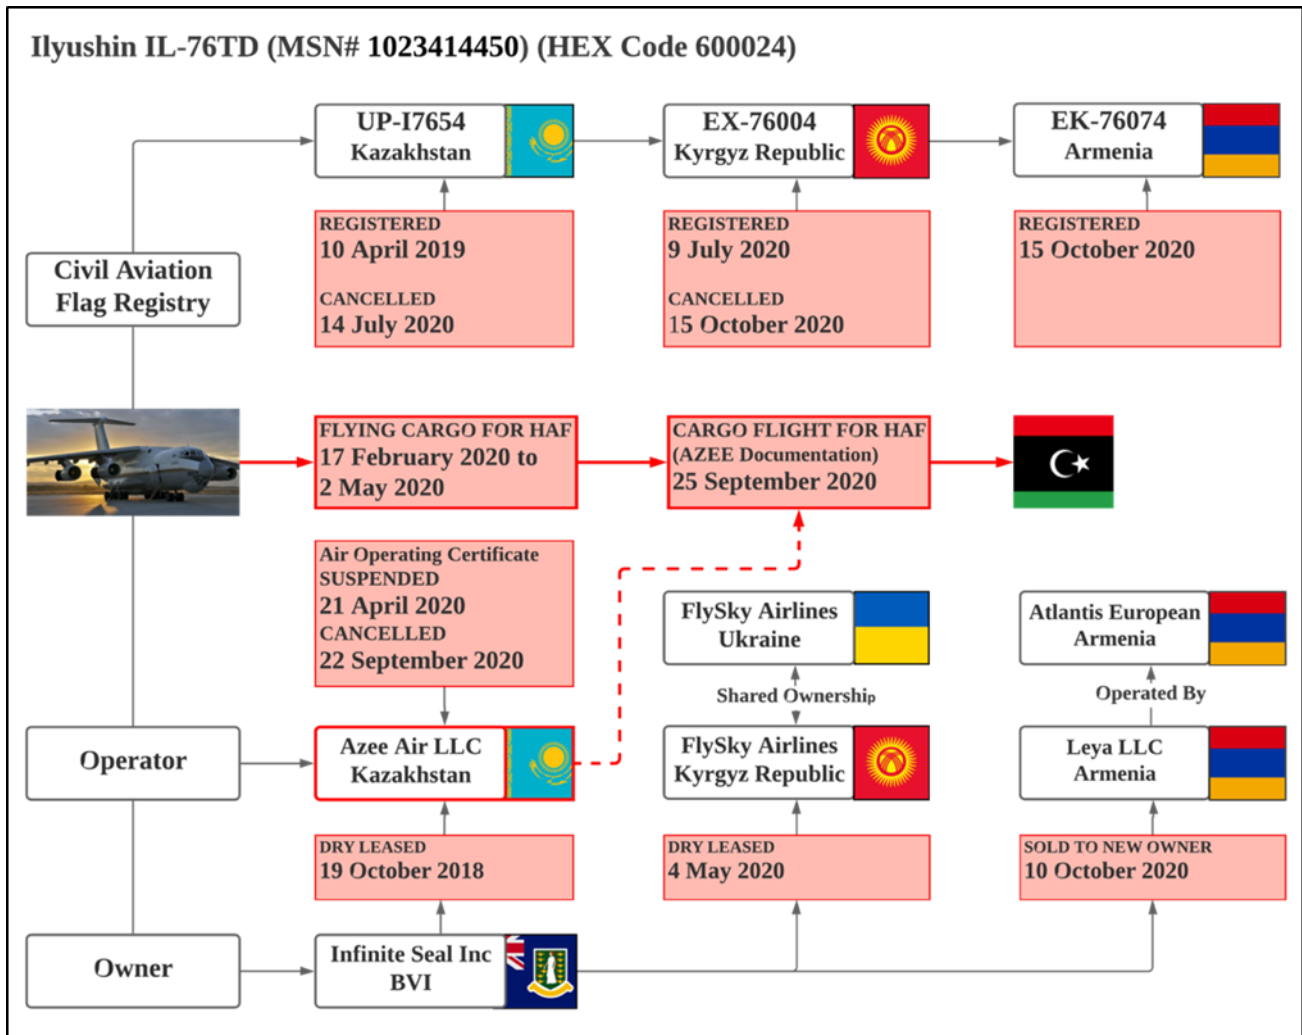 Ilyushin IL-76TD (MSN# 1023414450) (HEX Code 600024)
UP-I7654
Kazakhstan
EX-76004
Kyrgyz Republic
EK-76074
Armenia
REGISTERED
10 April 2019
CANCELLED
14 July 2020
REGISTERED
9 July 2020
CANCELLED
15 October 2020
REGISTERED
15 October 2020
Civil Aviation
Flag Registry
FLYING CARGO FOR HAF
17 February 2020 to
2 May 2020
CARGO FLIGHT FOR HAF
(AZEE Documentation)
25 September 2020
Air Operating Certificate
SUSPENDED
21 April 2020
CANCELLED
22 September 2020
FlySky Airlines
Ukraine
Atlantis European
Armenia
Shared Ownership
Operated By
Operator
Azee Air LLC
Kazakhstan
FlySky Airlines
Kyrgyz Republic
Leya LLC
Armenia
DRY LEASED
19 October 2018
DRY LEASED
4 May 2020
SOLD TO NEW OWNER
10 October 2020
Owner
Infinite Seal Inc
BVI